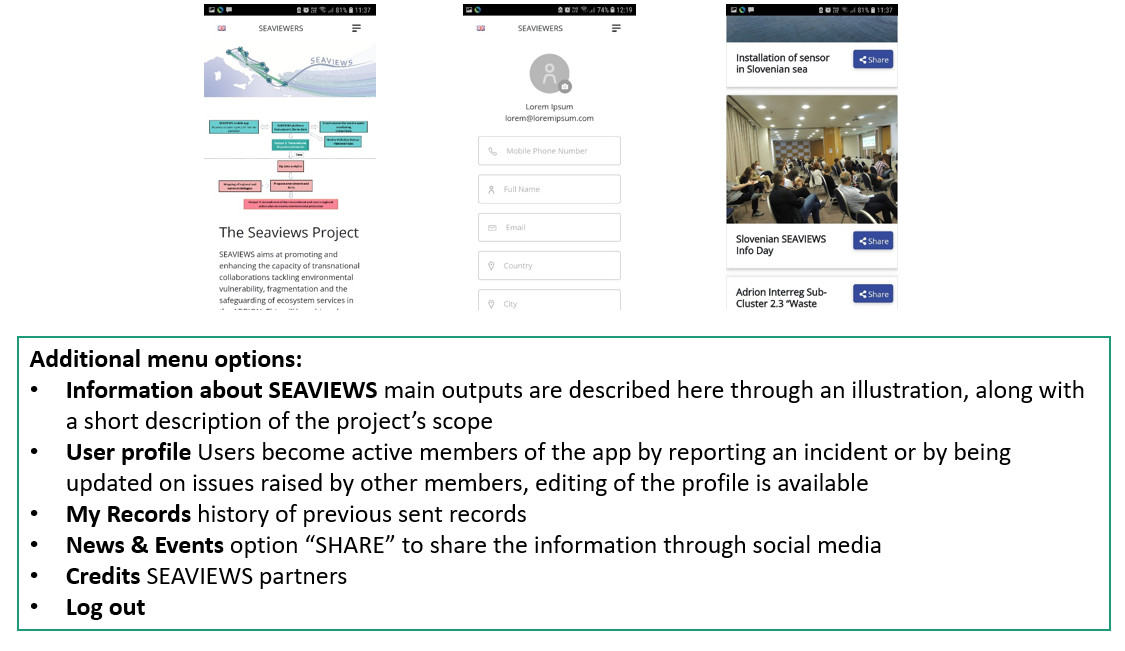 81% 11:37
SEAVIEWERS
SEAVIEWS
The Seaviews Project
SEAVIEWS aims at promoting and
enhancing the capacity of transnational
collaborations tackling environmental
vulnerability, fragmentation and the
safeguarding of ecosystem services in
74% 12:19
SEAVIEWERS
Lorem Ipsum
lorem@loremipsum.com
Mobile Phone Number
Full Name
Email
Country
City
81% 11:37
Installation of sensor
in Slovenian sea
Share
Slovenian SEAVIEWS
Info Day
Share
Adrion Interreg Sub-
Cluster 2.3 “Waste
Share
Additional menu options:
• Information about SEAVIEWS main outputs are described here through an illustration, along with
a short description of the project’s scope
• User profile Users become active members of the app by reporting an incident or by being
updated on issues raised by other members, editing of the profile is available
• My Records history of previous sent records
• News & Events option “SHARE” to share the information through social media
• Credits SEAVIEWS partners
• Log out